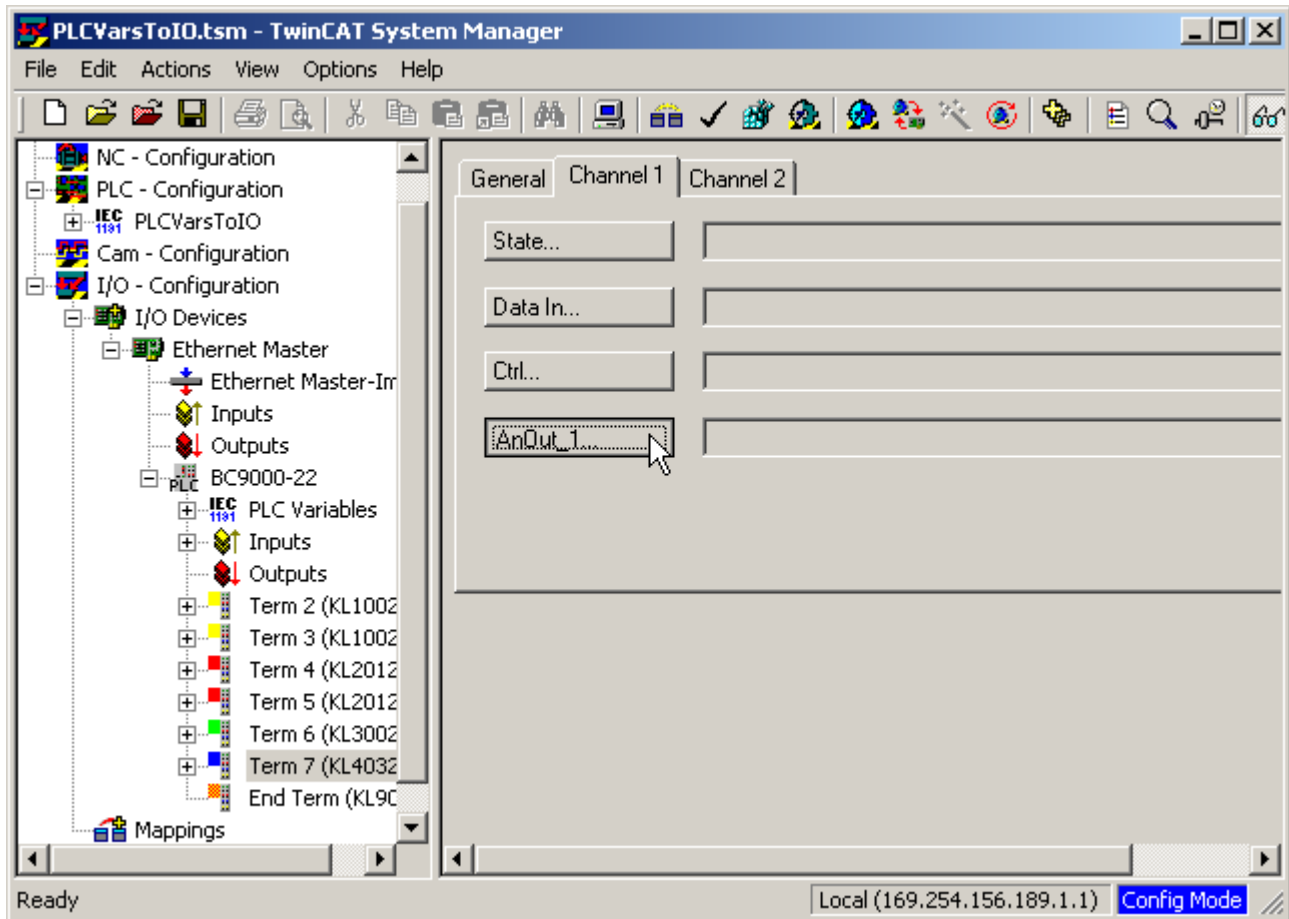 PLCVarsToIO.tsm - TwinCAT System Manager
File Edit Actions View Options Help
NC - Configuration
PLC - Configuration
IEC 1131 PLCVarsToIO
Cam - Configuration
I/O - Configuration
I/O Devices
Ethernet Master
Ethernet Master-Im
Inputs
Outputs
PLC BC9000-22
IEC 1131 PLC Variables
Inputs
Outputs
Term 2 (KL1002
Term 3 (KL1002
Term 4 (KL2012
Term 5 (KL2012
Term 6 (KL3002
Term 7 (KL4032
End Term (KL90
Mappings
General Channel 1 Channel 2
State...
Data In...
Ctrl...
AnOut_1...
Ready Local (169.254.156.189.1.1) Config Mode